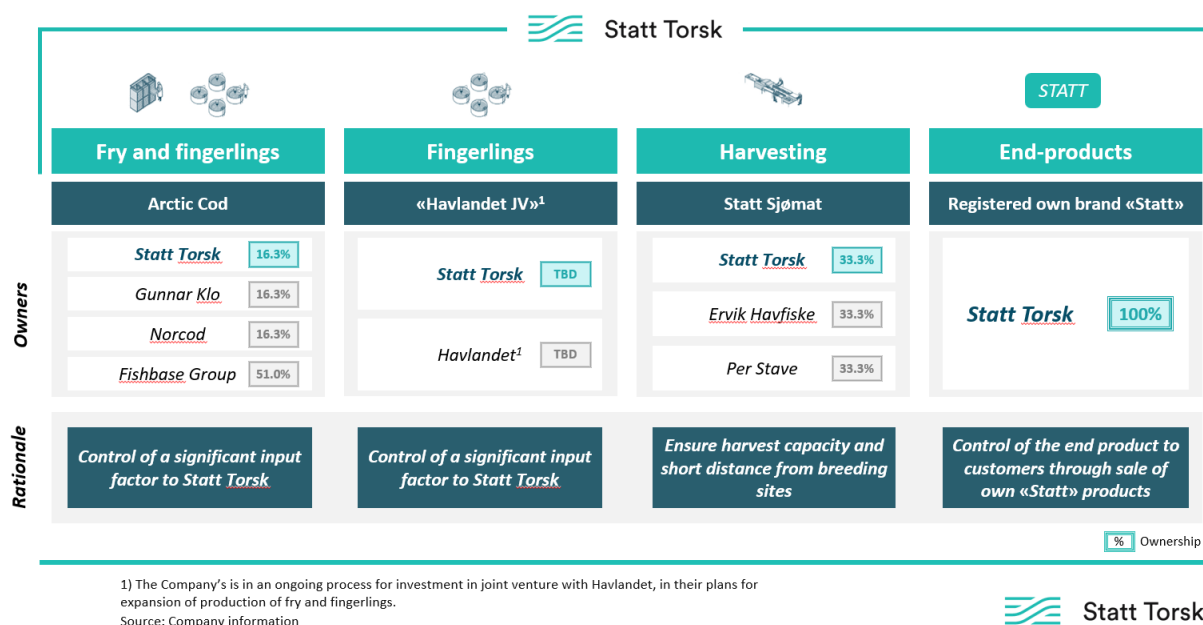 Statt Torsk
STATT
Fry and fingerlings
Fingerlings
Harvesting
End-products
Arctic Cod
«Havlandet JV»¹
Statt Sjømat
Registered own brand «Statt»
Owners
Statt Torsk 16.3%
Gunnar Klo 16.3%
Norcod 16.3%
Fishbase Group 51.0%
Statt Torsk TBD
Havlandet¹ TBD
Statt Torsk 33.3%
Ervik Havfiske 33.3%
Per Stave 33.3%
Statt Torsk 100%
Rationale
Control of a significant input
factor to Statt Torsk
Control of a significant input
factor to Statt Torsk
Ensure harvest capacity and
short distance from breeding
sites
Control of the end product to
customers through sale of
own «Statt» products
% Ownership
1) The Company’s is in an ongoing process for investment in joint venture with Havlandet, in their plans for
expansion of production of fry and fingerlings.
Source: Company information
Statt Torsk